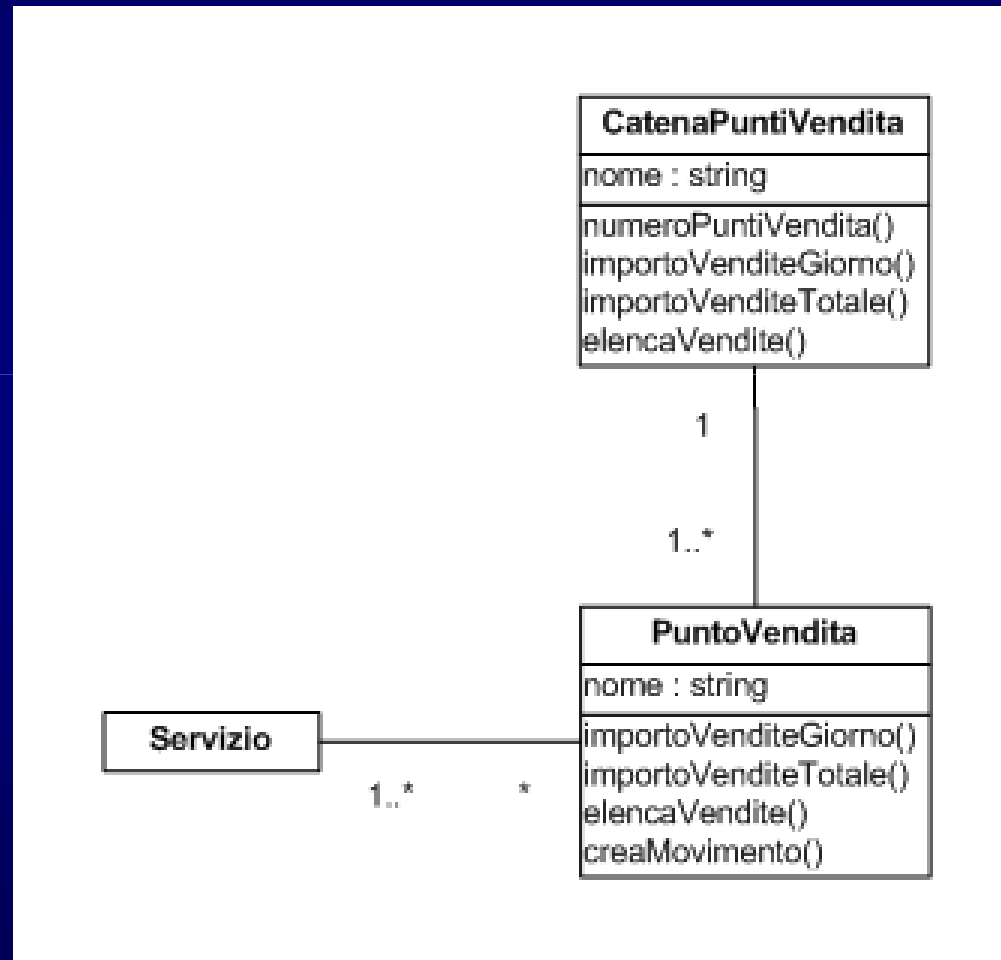 CatenaPuntiVendita
nome : string
numeroPuntiVendita()
importoVenditeGiorno()
importoVenditeTotale()
elencaVendite()
1
1..*
PuntoVendita
nome : string
importoVenditeGiorno()
importoVenditeTotale()
elencaVendite()
creaMovimento()
Servizio
1..*
*